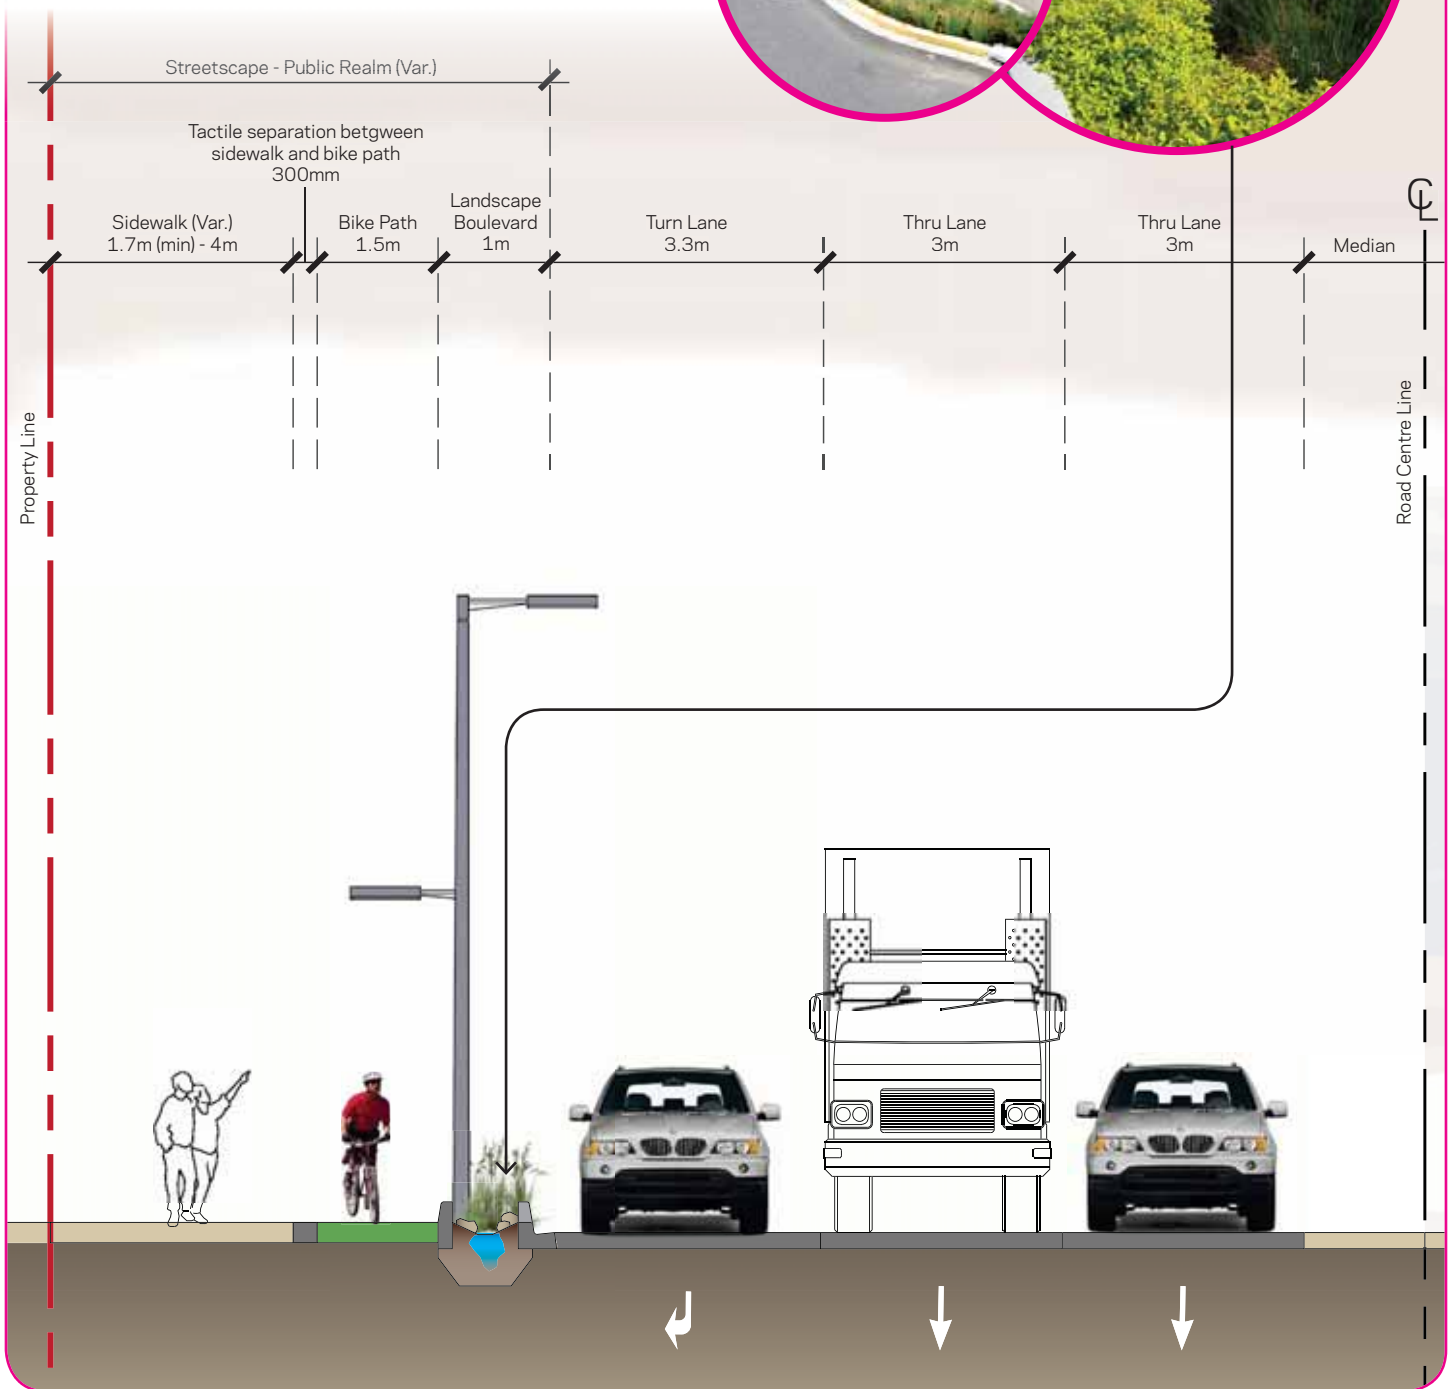 Streetscape - Public Realm (Var.)
Tactile separation betgween
sidewalk and bike path
300mm
Sidewalk (Var.)
1.7m (min) - 4m
Bike Path
1.5m
Landscape
Boulevard
1m
Turn Lane
3.3m
Thru Lane
3m
Thru Lane
3m
Median
CL
Property Line
Road Centre Line